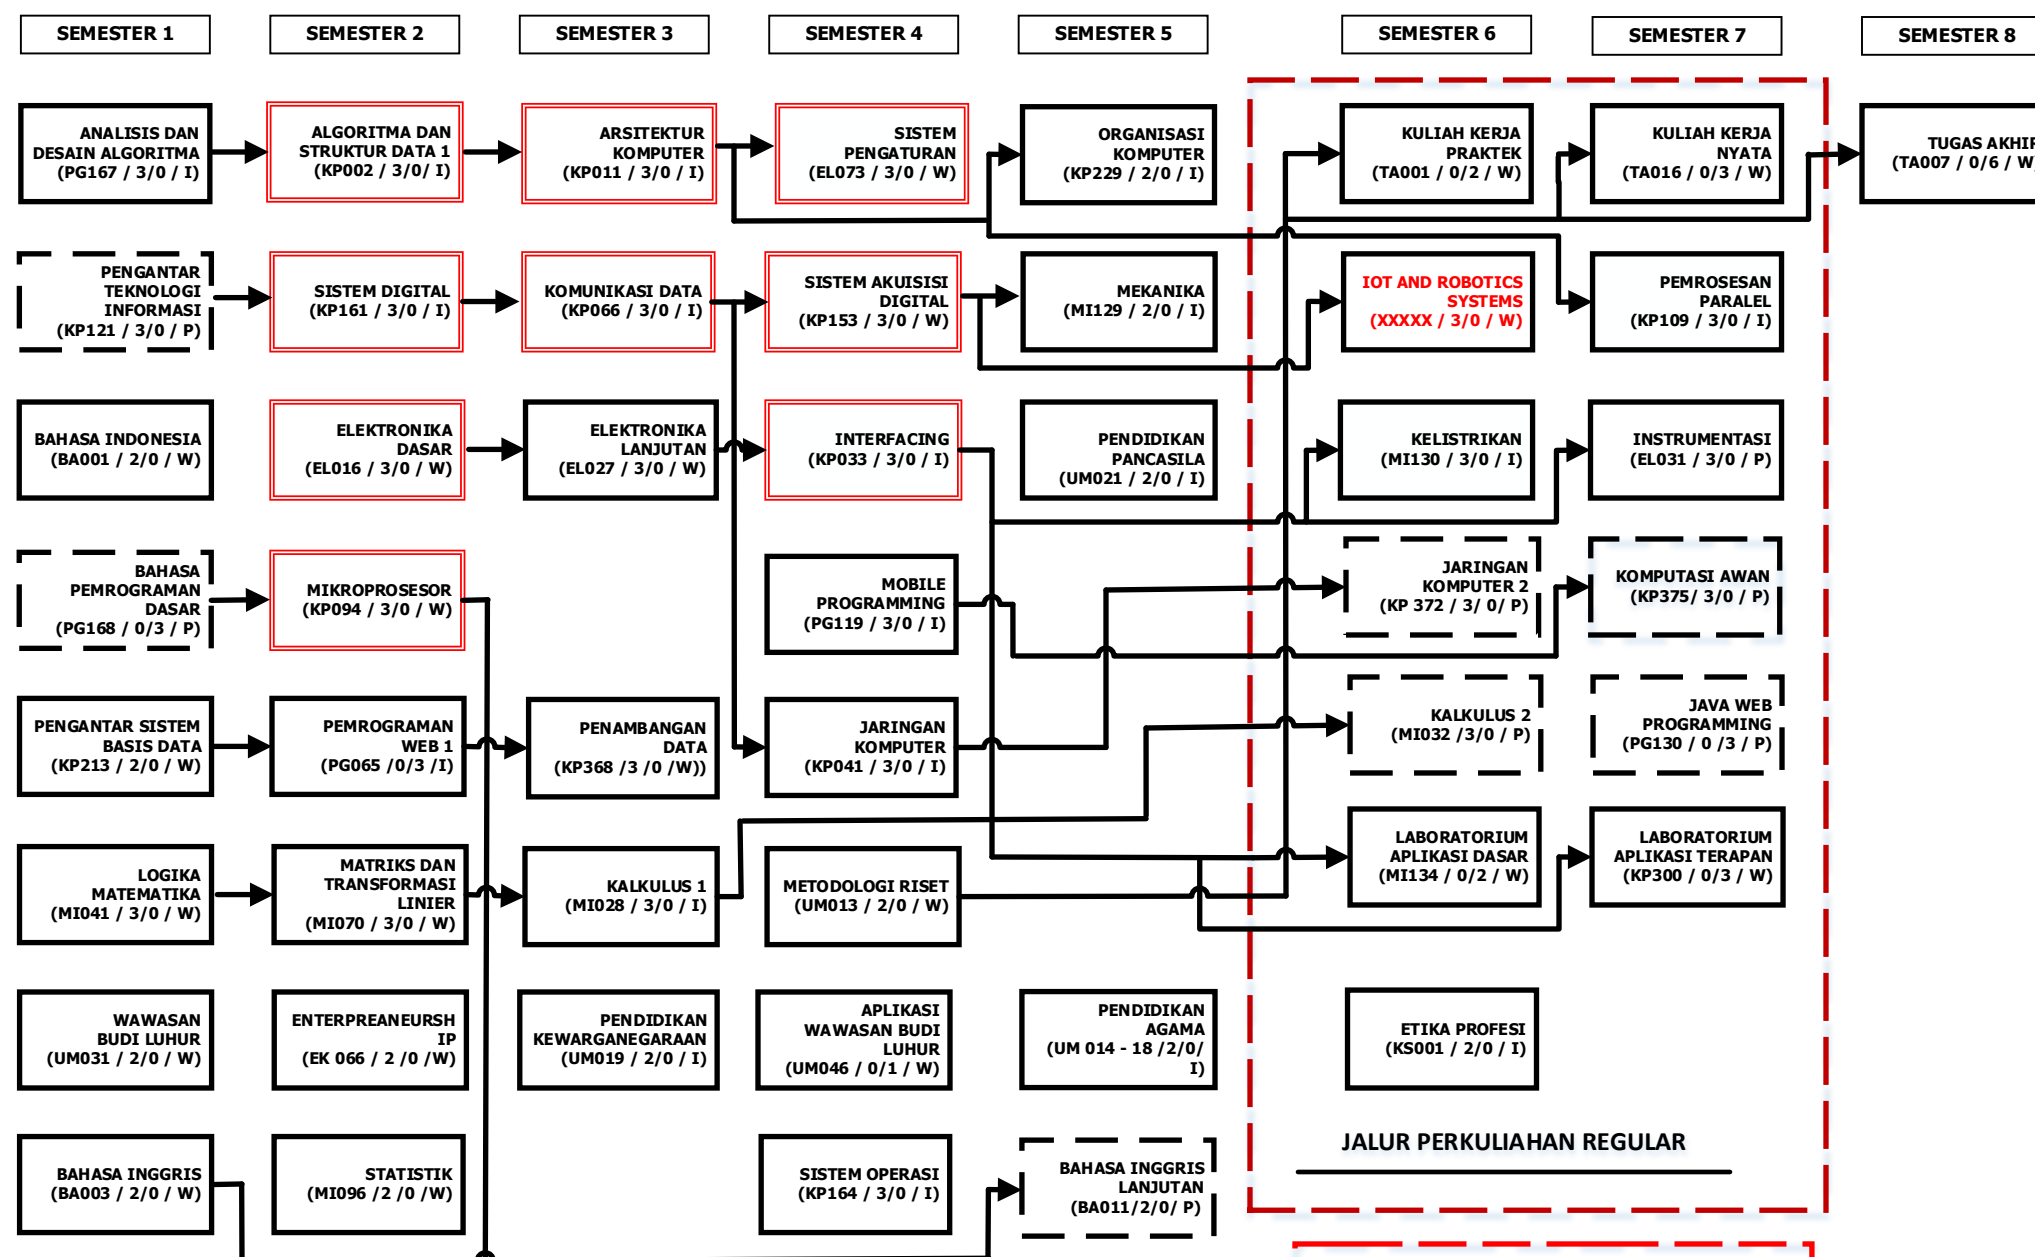 SEMESTER 1
SEMESTER 2
SEMESTER 3
SEMESTER 4
SEMESTER 5
SEMESTER 6
SEMESTER 7
SEMESTER 8
ANALISIS DAN
DESAIN ALGORITMA
(PG167 / 3/0 / I)
ALGORITMA DAN
STRUKTUR DATA 1
(KP002 / 3/0/ I)
ARSITEKTUR
KOMPUTER
(KP011 / 3/0 / I)
SISTEM
PENGATURAN
(EL073 / 3/0 / W)
ORGANISASI
KOMPUTER
(KP229 / 2/0 / I)
KULIAH KERJA
PRAKTEK
(TA001 / 0/2 / W)
KULIAH KERJA
NYATA
(TA016 / 0/3 / W)
TUGAS AKHIR
(TA007 / 0/6 / W)
PENGANTAR
TEKNOLOGI
INFORMASI
(KP121 / 3/0 / P)
SISTEM DIGITAL
(KP161 / 3/0 / I)
KOMUNIKASI DATA
(KP066 / 3/0 / I)
SISTEM AKUISISI
DIGITAL
(KP153 / 3/0 / W)
MEKANIKA
(MI129 / 2/0 / I)
IOT AND ROBOTICS
SYSTEMS
(XXXXX / 3/0 / W)
PEMROSESAN
PARALEL
(KP109 / 3/0 / I)
BAHASA INDONESIA
(BA001 / 2/0 / W)
ELEKTRONIKA
DASAR
(EL016 / 3/0 / W)
ELEKTRONIKA
LANJUTAN
(EL027 / 3/0 / W)
INTERFACING
(KP033 / 3/0 / I)
PENDIDIKAN
PANCASILA
(UM021 / 2/0 / I)
KELISTRIKAN
(MI130 / 3/0 / I)
INSTRUMENTASI
(EL031 / 3/0 / P)
BAHASA
PEMROGRAMAN
DASAR
(PG168 / 0/3 / P)
MIKROPROSESOR
(KP094 / 3/0 / W)
MOBILE
PROGRAMMING
(PG119 / 3/0 / I)
JARINGAN
KOMPUTER 2
(KP 372 / 3/ 0/ P)
KOMPUTASI AWAN
(KP375/ 3/0 / P)
PENGANTAR SISTEM
BASIS DATA
(KP213 / 2/0 / W)
PEMROGRAMAN
WEB 1
(PG065 /0/3 /I)
PENAMBANGAN
DATA
(KP368 /3 /0 /W))
JARINGAN
KOMPUTER
(KP041 / 3/0 / I)
KALKULUS 2
(MI032 /3/0 / P)
JAVA WEB
PROGRAMMING
(PG130 / 0 /3 / P)
LOGIKA
MATEMATIKA
(MI041 / 3/0 / W)
MATRIKS DAN
TRANSFORMASI
LINIER
(MI070 / 3/0 / W)
KALKULUS 1
(MI028 / 3/0 / I)
METODOLOGI RISET
(UM013 / 2/0 / W)
LABORATORIUM
APLIKASI DASAR
(MI134 / 0/2 / W)
LABORATORIUM
APLIKASI TERAPAN
(KP300 / 0/3 / W)
WAWASAN
BUDI LUHUR
(UM031 / 2/0 / W)
ENTERPREANEURSH
IP
(EK 066 / 2 /0 /W)
PENDIDIKAN
KEWARGANEGARAAN
(UM019 / 2/0 / I)
APLIKASI
WAWASAN BUDI
LUHUR
(UM046 / 0/1 / W)
PENDIDIKAN
AGAMA
(UM 014 - 18 /2/0/
I)
ETIKA PROFESI
(KS001 / 2/0 / I)
JALUR PERKULIAHAN REGULAR
BAHASA INGGRIS
(BA003 / 2/0 / W)
STATISTIK
(MI096 /2 /0 /W)
SISTEM OPERASI
(KP164 / 3/0 / I)
BAHASA INGGRIS
LANJUTAN
(BA011/2/0/ P)